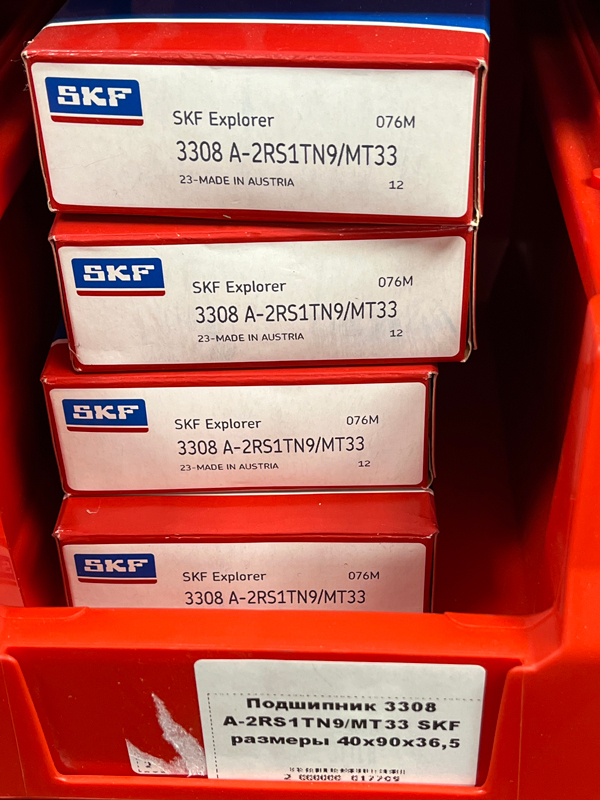 SKF
SKF Explorer 076M
3308 A-2RS1TN9/MT33
23-MADE IN AUSTRIA 12
SKF
SKF Explorer 076M
3308 A-2RS1TN9/MT33
23-MADE IN AUSTRIA 12
SKF
SKF Explorer 076M
3308 A-2RS1TN9/MT33
23-MADE IN AUSTRIA 12
SKF
SKF Explorer 076M
3308 A-2RS1TN9/MT33
Подшипник 3308
A-2RS1TN9/MT33 SKF
размеры 40x90x36,5